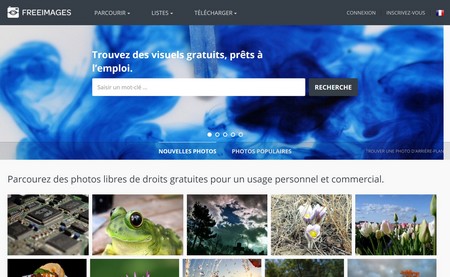 FREEIMAGES
PARCOURIR LISTES TÉLÉCHARGER CONNEXION INSCRIVEZ-VOUS
Trouvez des visuels gratuits, prêts à
l'emploi.
Saisir un mot-clé ... RECHERCHE
NOUVELLES PHOTOS PHOTOS POPULAIRES TROUVER UNE PHOTO D'ARRIÈRE-PLAN
Parcourez des photos libres de droits gratuites pour un usage personnel et commercial.